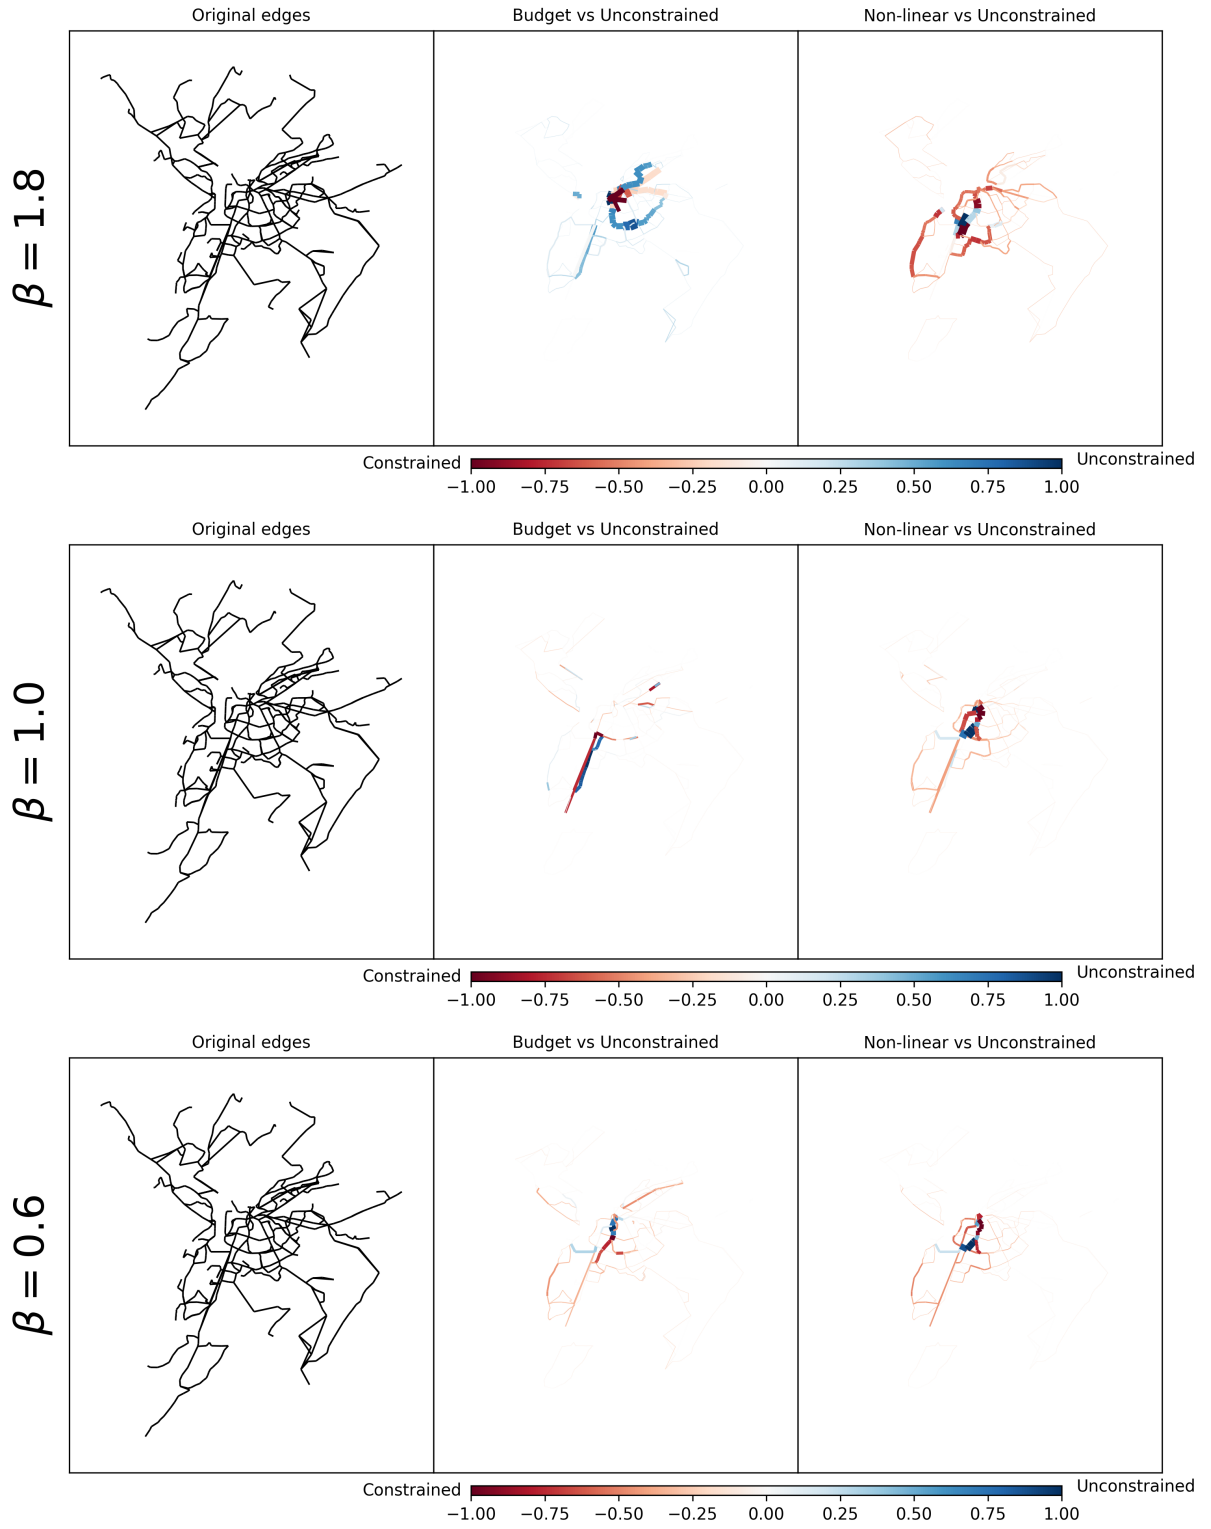 Original edges Budget vs Unconstrained Non-linear vs Unconstrained
β = 1.8
Constrained Unconstrained
−1.00 −0.75 −0.50 −0.25 0.00 0.25 0.50 0.75 1.00
Original edges Budget vs Unconstrained Non-linear vs Unconstrained
β = 1.0
Constrained Unconstrained
−1.00 −0.75 −0.50 −0.25 0.00 0.25 0.50 0.75 1.00
Original edges Budget vs Unconstrained Non-linear vs Unconstrained
β = 0.6
Constrained Unconstrained
−1.00 −0.75 −0.50 −0.25 0.00 0.25 0.50 0.75 1.00